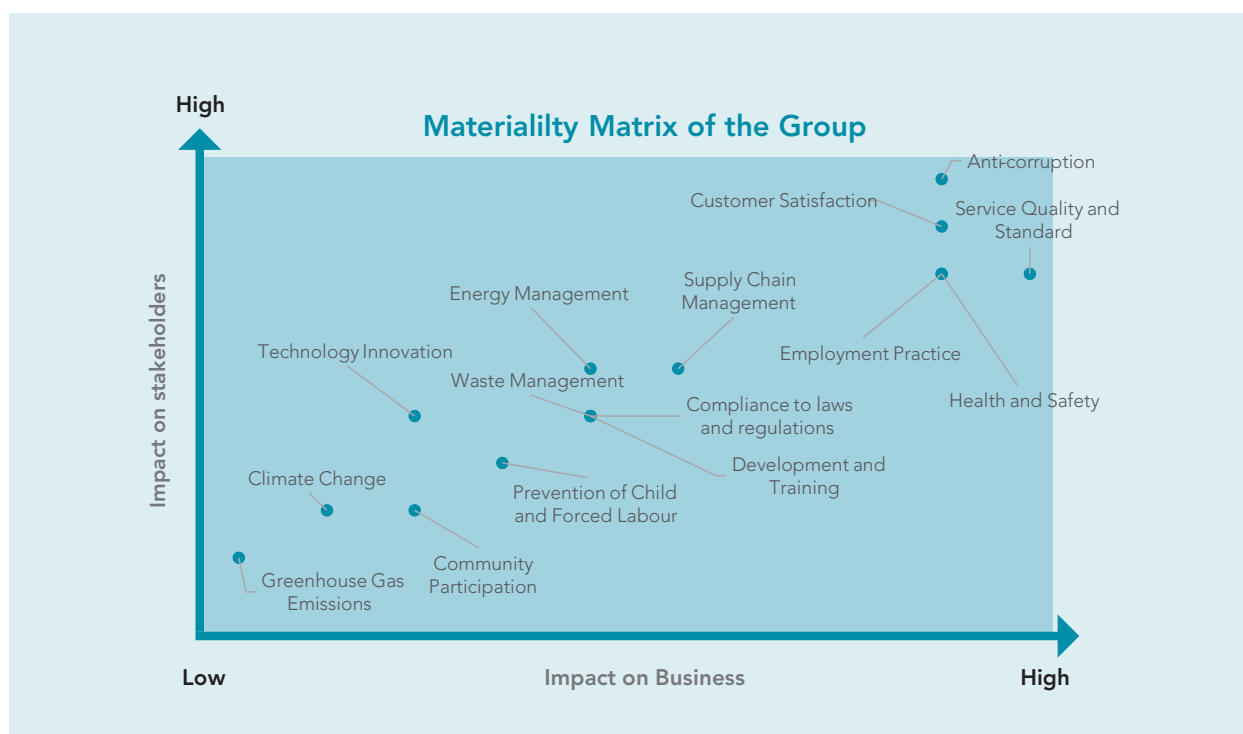 High
Materialilty Matrix of the Group
Anti-corruption
Customer Satisfaction
Service Quality and
Standard
Supply Chain
Management
Energy Management
Technology Innovation
Employment Practice
Waste Management
Health and Safety
Compliance to laws
and regulations
Development and
Training
Climate Change
Prevention of Child
and Forced Labour
Community
Participation
Greenhouse Gas
Emissions
Impact on stakeholders
Low
Impact on Business
High